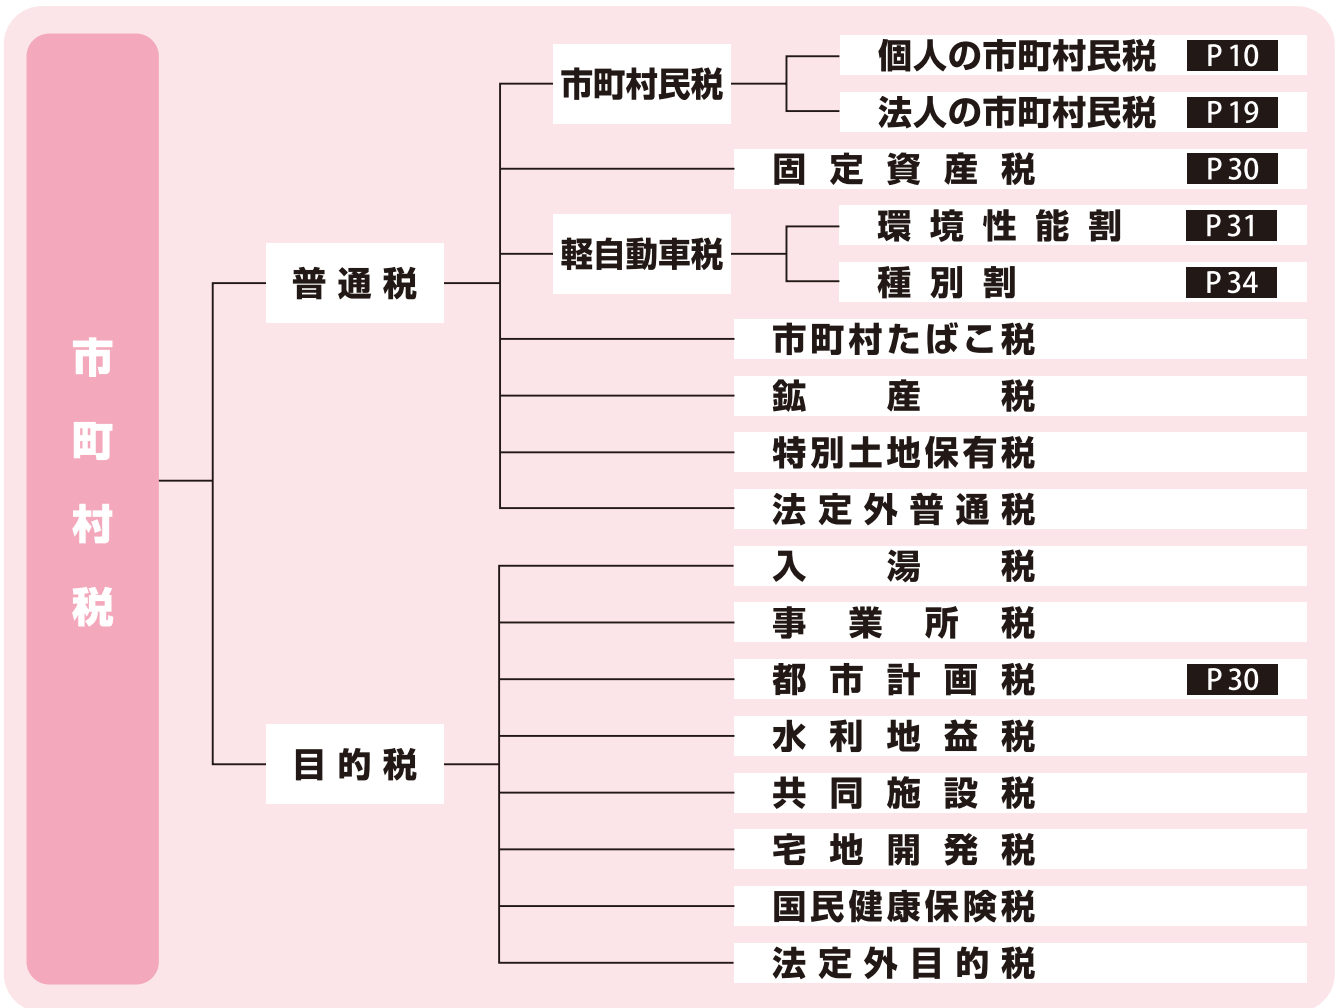 市町村税
普通税
市町村民税
個人の市町村民税 P10
法人の市町村民税 P19
固定資産税 P30
軽自動車税
環境性能割 P31
種別割 P34
市町村たばこ税
鉱産税
特別土地保有税
法定外普通税
目的税
入湯税
事業所税
都市計画税 P30
水利地益税
共同施設税
宅地開発税
国民健康保険税
法定外目的税